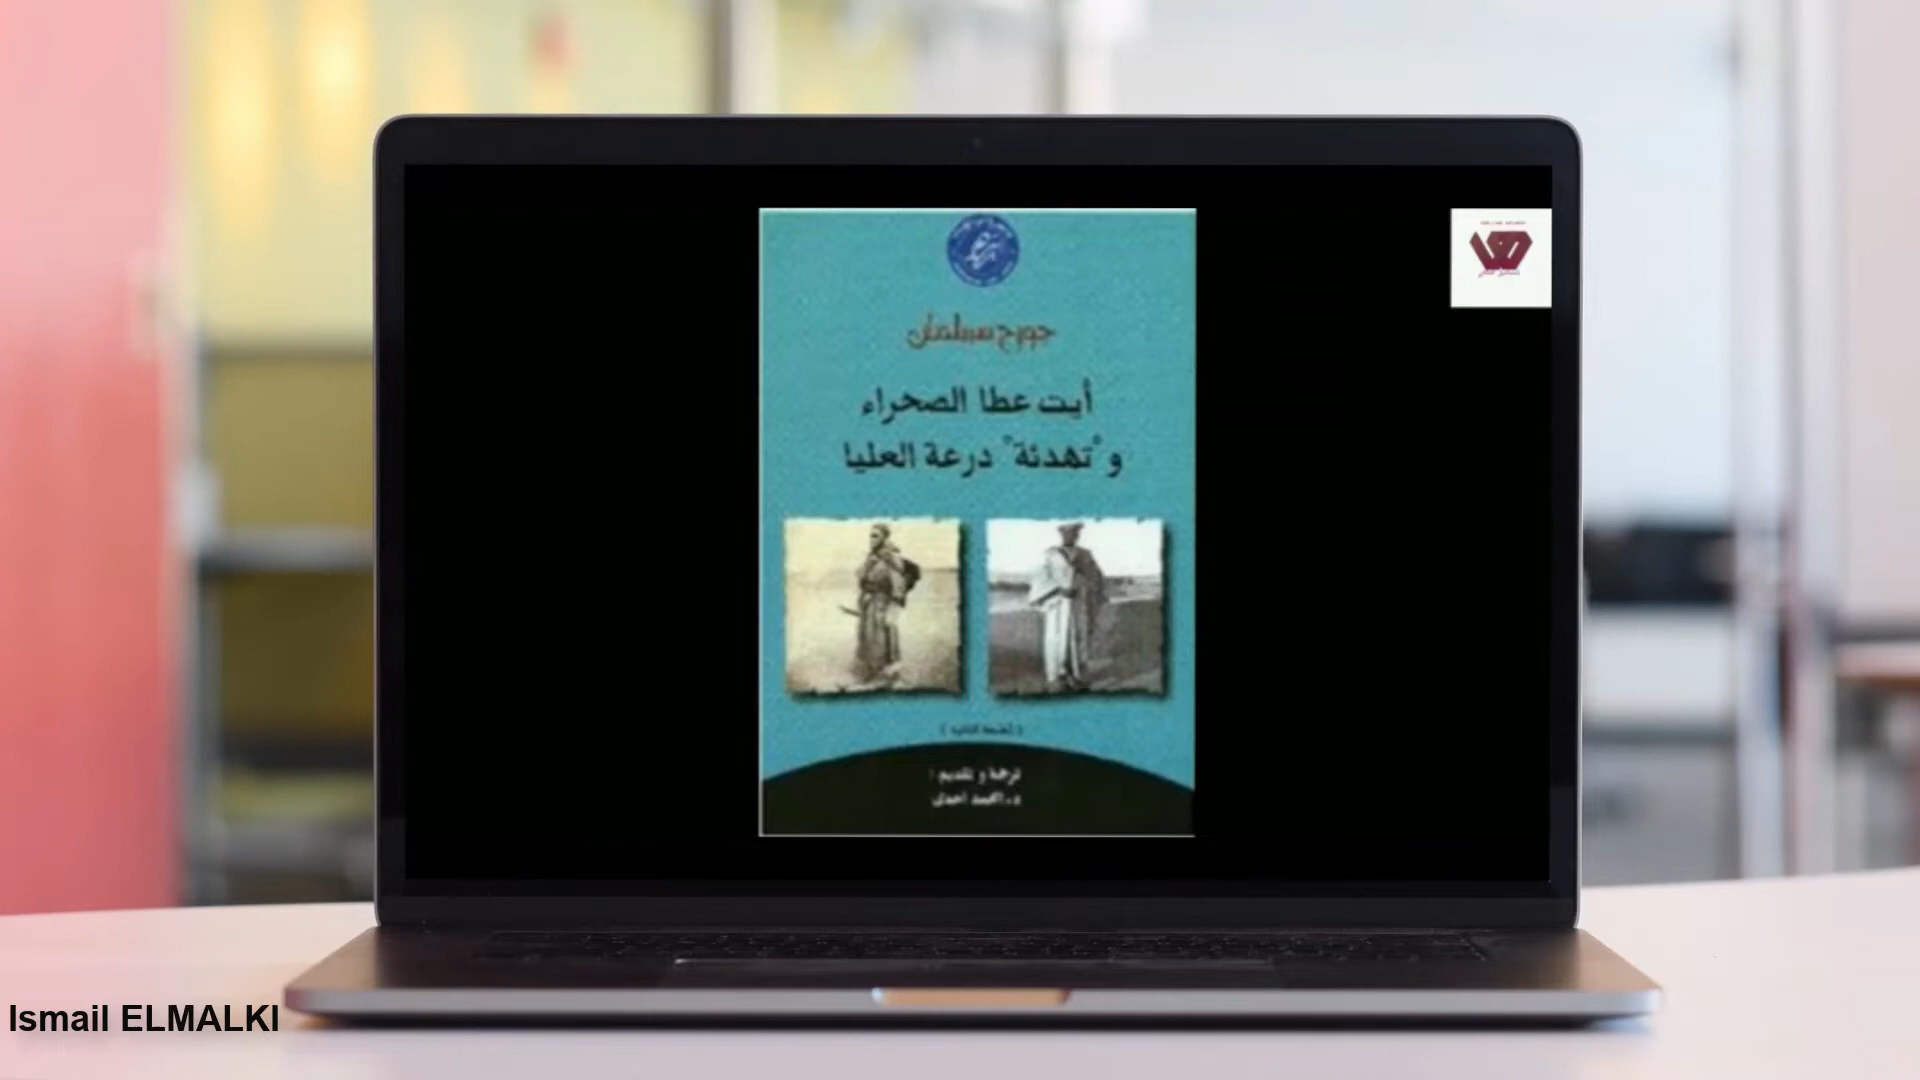 جورج سبيلمان
أيت عطا الصحراء
و"تهدئة" درعة العليا
ترجمة و تقديم :
Ismail ELMALKI